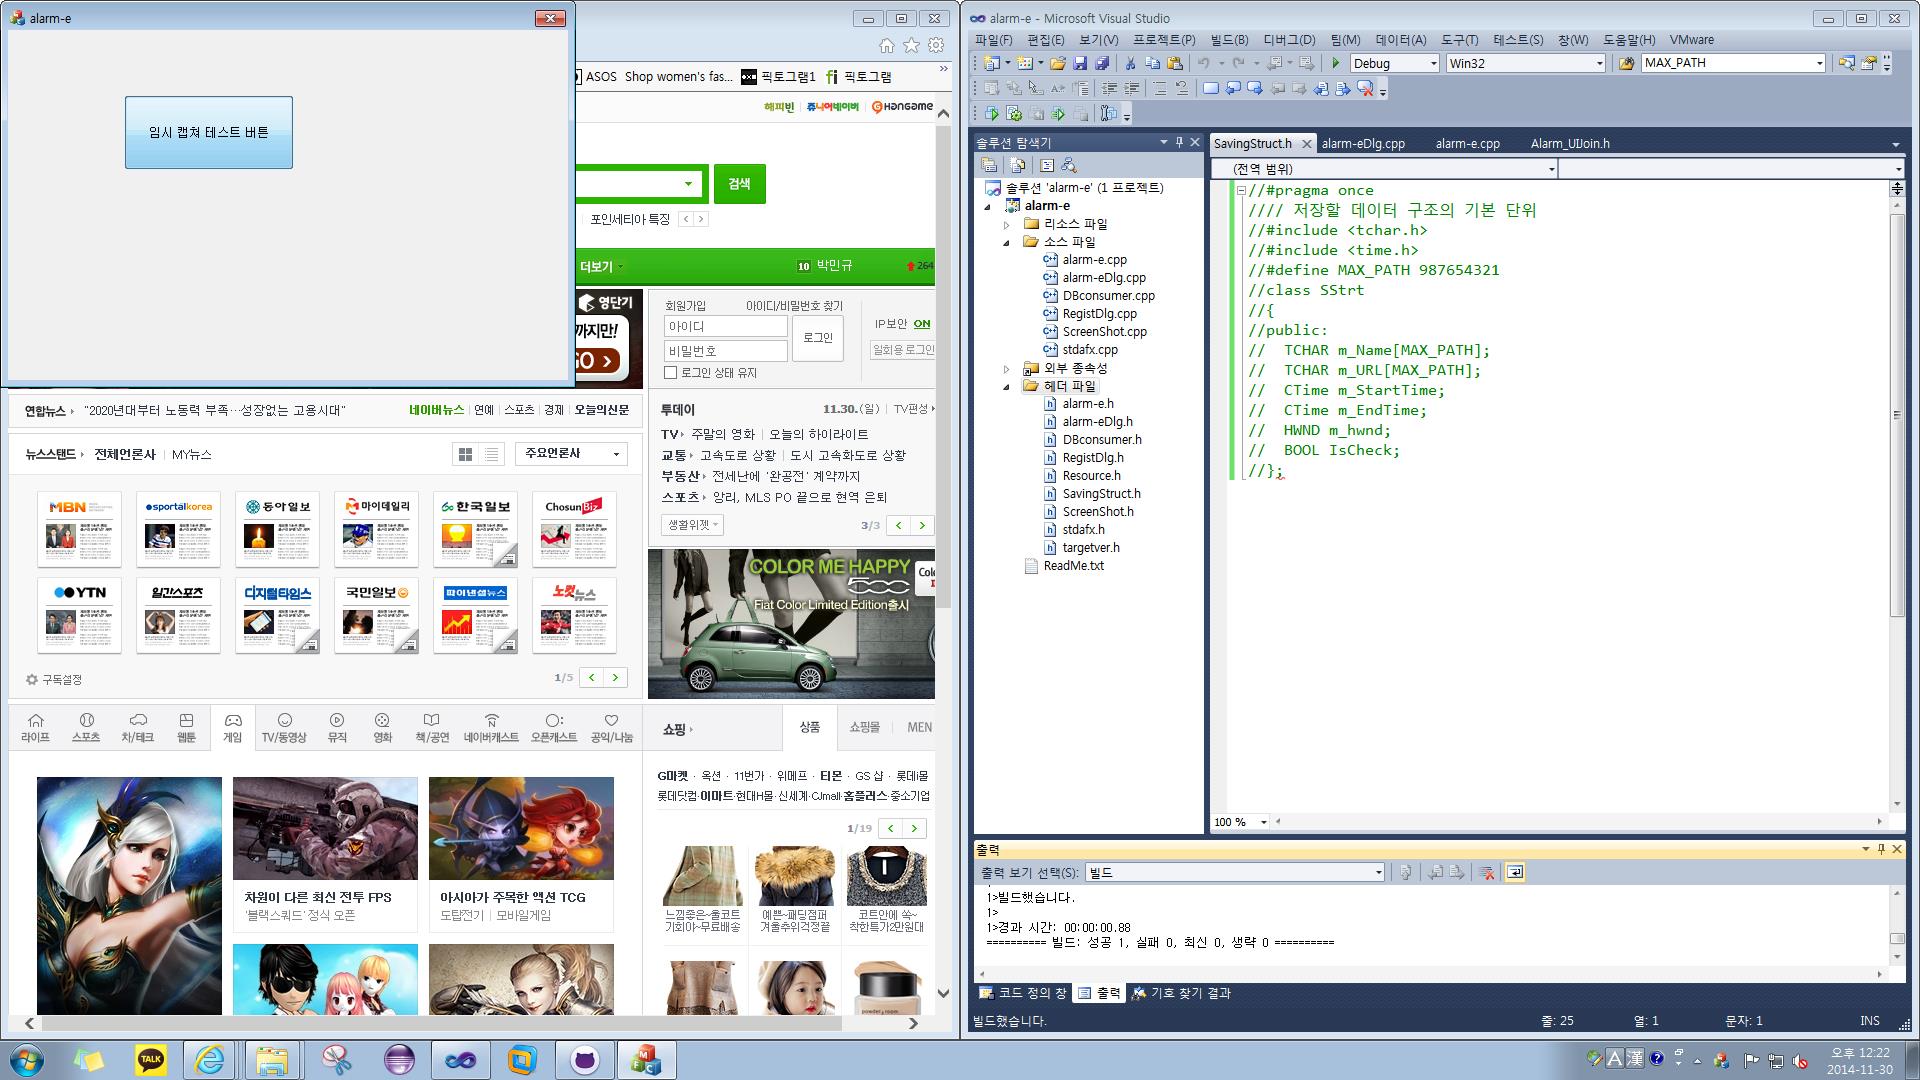 alarm-e
임시 캡쳐 테스트 버튼
ASOS Shop women's fas...
픽토그램1
fi 픽토그램
»
해피빈
쥬니어네이버
Hangame
검색
포인세티아 특징
더보기
10 박민규
264
영단기
까지만!
GO
회원가입
아이디/비밀번호 찾기
아이디
비밀번호
로그인
로그인 상태 유지
IP보안 ON
일회용 로그인
연합뉴스
"2020년대부터 노동력 부족…성장없는 고용시대"
네이버뉴스 연예 스포츠 경제 오늘의신문
투데이
11.30.(일)
TV편성
TV 주말의 영화 | 오늘의 하이라이트
교통 고속도로 상황 | 도시 고속화도로 상황
부동산 전세난에 '완공전' 계약까지
스포츠 앙리, MLS PO 끝으로 현역 은퇴
생활위젯
3/3
뉴스스탠드
전체언론사 | MY뉴스
주요언론사
MBN
sportalkorea
동아일보
마이데일리
한국일보
ChosunBiz
YTN
일간스포츠
디지털타임스
국민일보
파이낸셜뉴스
노컷뉴스
구독설정
1/5
COLOR ME HAPPY
500
Fiat Color Limited Edition출시
라이프
스포츠
차/테크
웹툰
게임
TV/동영상
뮤직
영화
책/공연
네이버캐스트
오픈캐스트
공익/나눔
쇼핑
상품
쇼핑몰
MEN
G마켓 · 옥션 · 11번가 · 위메프 · 티몬 · GS 샵 · 롯데i몰
롯데닷컴·이마트·현대H몰·신세계·CJmall·홈플러스·중소기업
1/19
차원이 다른 최신 전투 FPS
'블랙스쿼드' 정식 오픈
아시아가 주목한 액션 TCG
도탑전기 | 모바일게임
느낌좋은~울코트
기회야~무료배송
예쁜~패딩점퍼
겨울추위걱정끝
코트안에 쏙~
착한특가2만원대
alarm-e - Microsoft Visual Studio
파일(F) 편집(E) 보기(V) 프로젝트(P) 빌드(B) 디버그(D) 팀(M) 데이터(A) 도구(T) 테스트(S) 창(W) 도움말(H) VMware
Debug
Win32
MAX_PATH
솔루션 탐색기
솔루션 'alarm-e' (1 프로젝트)
alarm-e
리소스 파일
소스 파일
alarm-e.cpp
alarm-eDlg.cpp
DBconsumer.cpp
RegistDlg.cpp
ScreenShot.cpp
stdafx.cpp
외부 종속성
헤더 파일
alarm-e.h
alarm-eDlg.h
DBconsumer.h
RegistDlg.h
Resource.h
SavingStruct.h
ScreenShot.h
stdafx.h
targetver.h
ReadMe.txt
SavingStruct.h
alarm-eDlg.cpp
alarm-e.cpp
Alarm_UIJoin.h
(전역 범위)
//#pragma once
//// 저장할 데이터 구조의 기본 단위
//#include <tchar.h>
//#include <time.h>
//#define MAX_PATH 987654321
//class SStrt
//{
//public:
//  TCHAR m_Name[MAX_PATH];
//  TCHAR m_URL[MAX_PATH];
//  CTime m_StartTime;
//  CTime m_EndTime;
//  HWND m_hwnd;
//  BOOL IsCheck;
//};
100 %
출력
출력 보기 선택(S): 빌드
1>빌드했습니다.
1>
1>경과 시간: 00:00:00.88
========== 빌드: 성공 1, 실패 0, 최신 0, 생략 0 ==========
코드 정의 창
출력
기호 찾기 결과
빌드했습니다.
줄: 25
열: 1
문자: 1
INS
TALK
A 漢
오후 12:22
2014-11-30